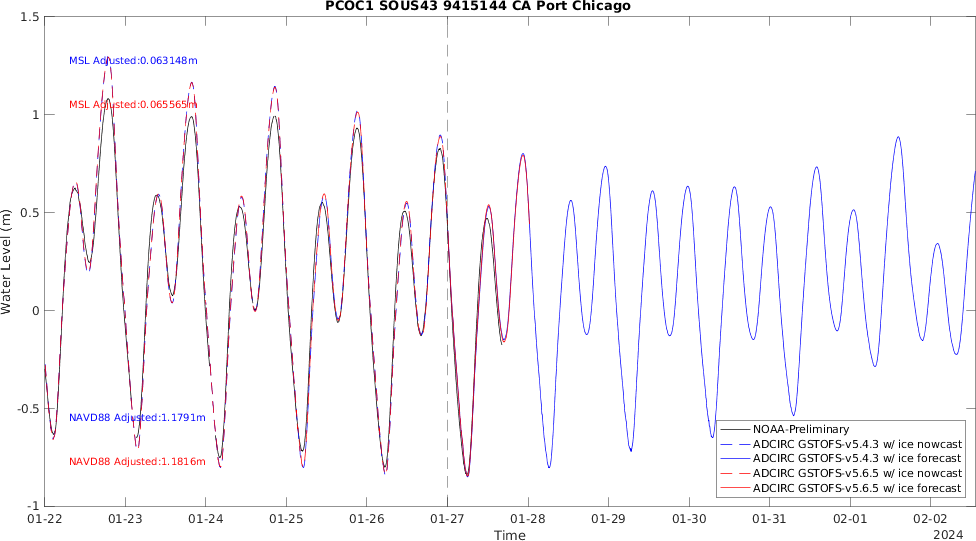 PCOC1 SOUS43 9415144 CA Port Chicago
1.5
MSL Adjusted:0.063148m
MSL Adjusted:0.065565m
1
0.5
Water Level (m)
0
-0.5
NAVD88 Adjusted:1.1791m
NAVD88 Adjusted:1.1816m
-1
NOAA-Preliminary
ADCIRC GSTOFS-v5.4.3 w/ ice nowcast
ADCIRC GSTOFS-v5.4.3 w/ ice forecast
ADCIRC GSTOFS-v5.6.5 w/ ice nowcast
ADCIRC GSTOFS-v5.6.5 w/ ice forecast
01-22 01-23 01-24 01-25 01-26 01-27 01-28 01-29 01-30 01-31 02-01 02-02
Time
2024